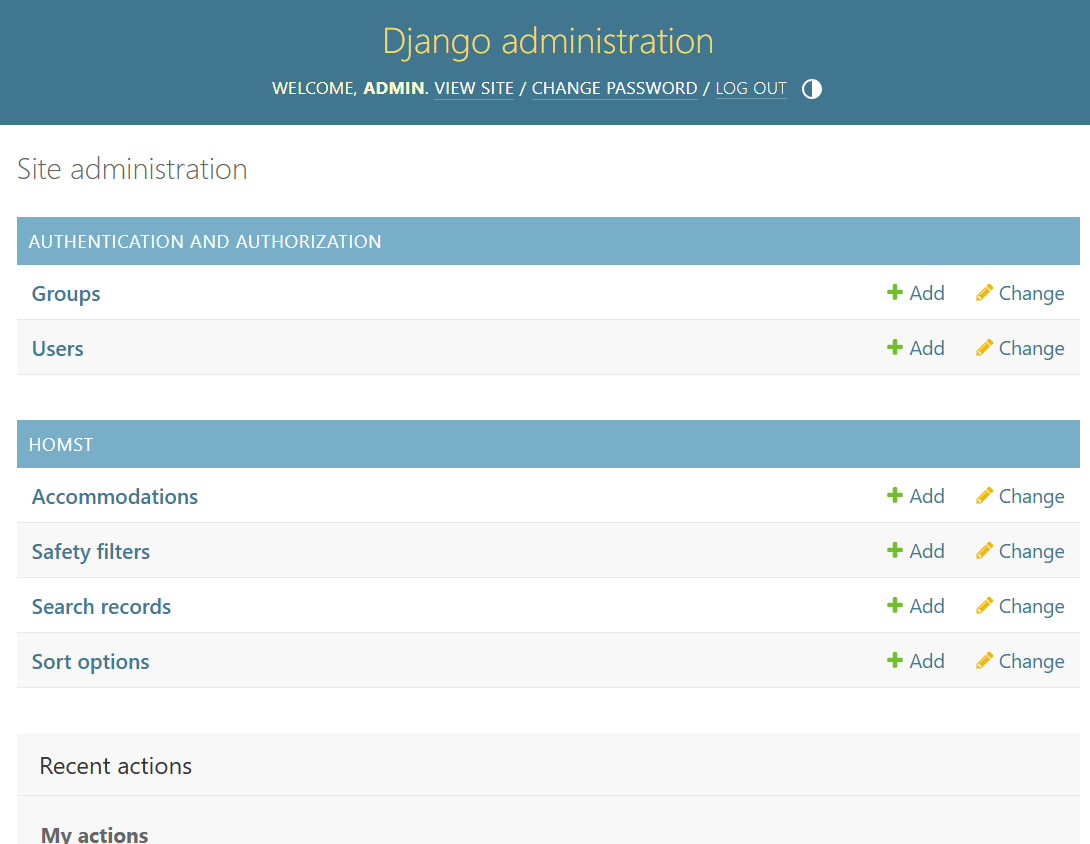 Django administration
WELCOME, ADMIN. VIEW SITE / CHANGE PASSWORD / LOG OUT
Site administration
AUTHENTICATION AND AUTHORIZATION
Groups Add Change
Users Add Change
HOMST
Accommodations Add Change
Safety filters Add Change
Search records Add Change
Sort options Add Change
Recent actions
My actions